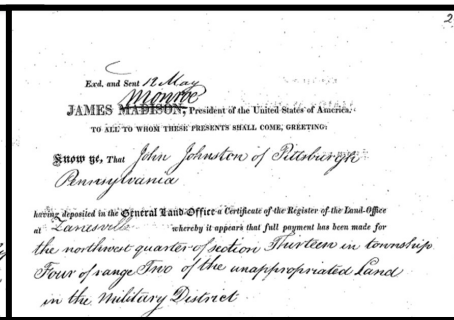 2
Exd. and Sent 12 May
Monroe
JAMES MADISON, President of the United States of America.
TO ALL TO WHOM THESE PRESENTS SHALL COME, GREETING:
Know ye, That John Johnston of Pittsburgh
Pennsylvania
having deposited in the General Land Office a Certificate of the Register of the Land-Office
at Zanesville whereby it appears that full payment has been made for
the northwest quarter of section Thirteen in township
Four of range Two of the unappropriated Land
in the Military District